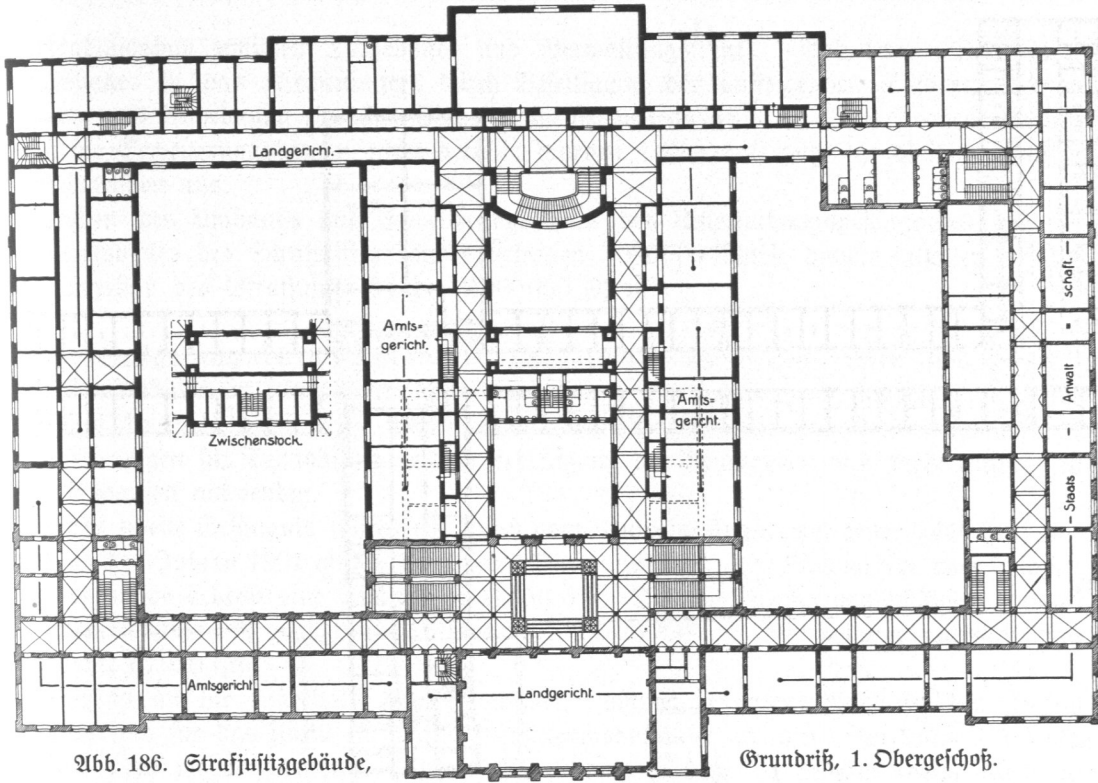 Landgericht.
Amts-
gericht.
Zwischenstock.
Amts-
gericht.
Staats – Anwalt - schaft. –
Amtsgericht
Landgericht.
Abb. 186. Strafjustizgebäude,
Grundriß, 1. Obergeschoß.